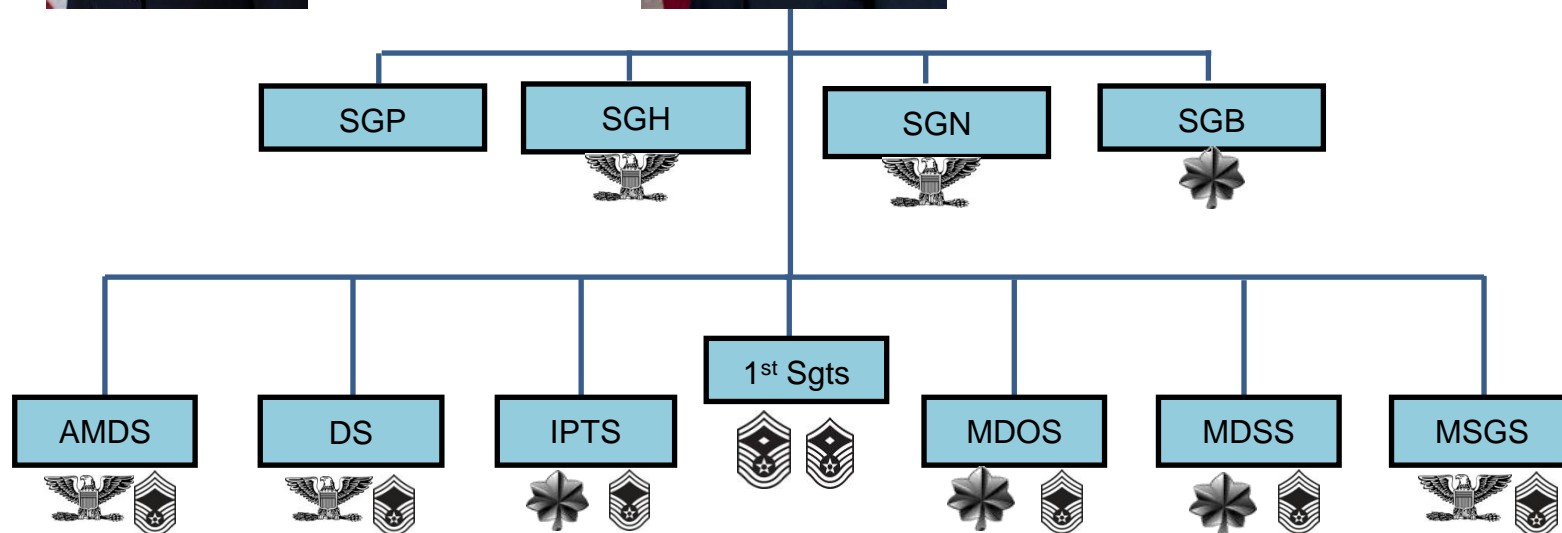 SGP
SGH
SGN
SGB
1st Sgts
AMDS
DS
IPTS
MDOS
MDSS
MSGS